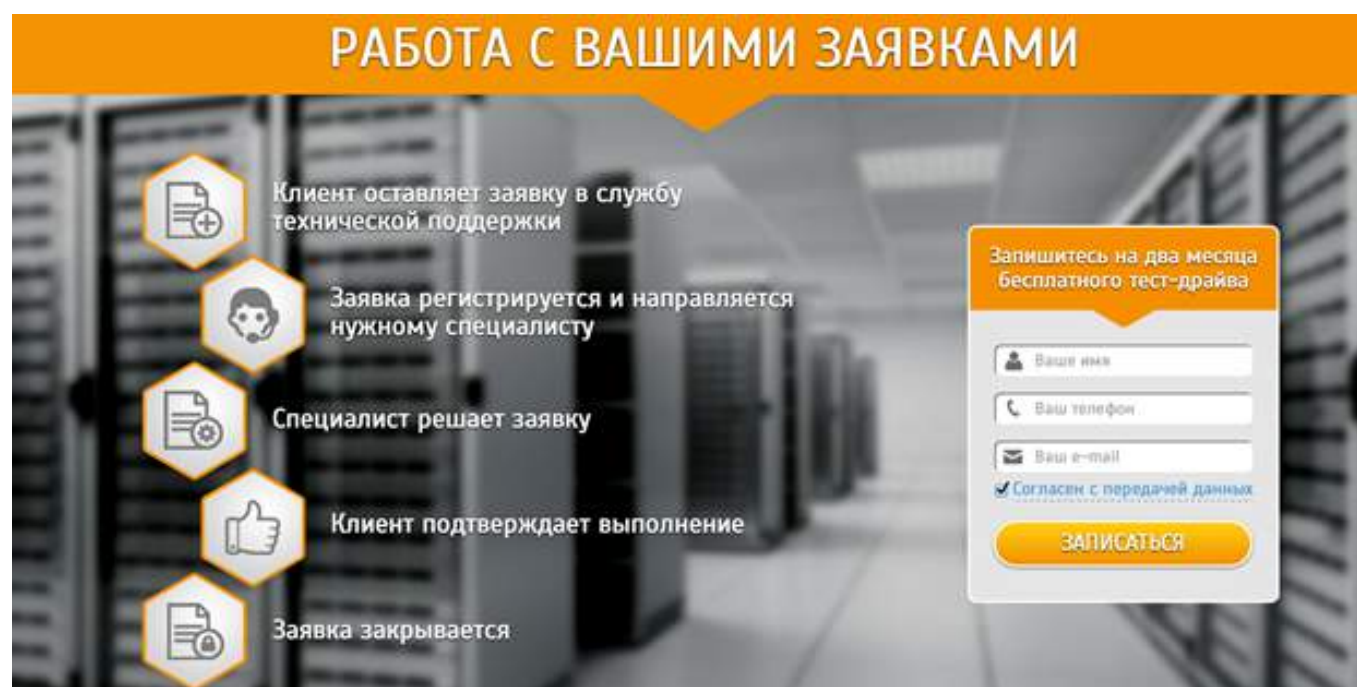 РАБОТА С ВАШИМИ ЗАЯВКАМИ
Клиент оставляет заявку в службу
технической поддержки
Заявка регистрируется и направляется
нужному специалисту
Специалист решает заявку
Клиент подтверждает выполнение
Заявка закрывается
Запишитесь на два месяца
бесплатного тест-драйва
Ваше имя
Ваш телефон
Ваш e-mail
Согласен с передачей данных
ЗАПИСАТЬСЯ